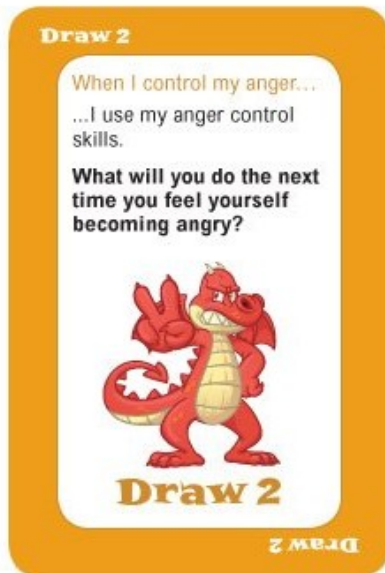 Draw 2
When I control my anger...
...I use my anger control
skills.
What will you do the next
time you feel yourself
becoming angry?
Draw 2
Draw 2